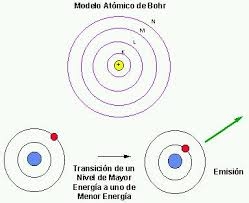 Modelo Atómico de Bohr
N
M
L
K
+
Transición de un
Nivel de Mayor
Energía a uno de
Menor Energía
Emisión